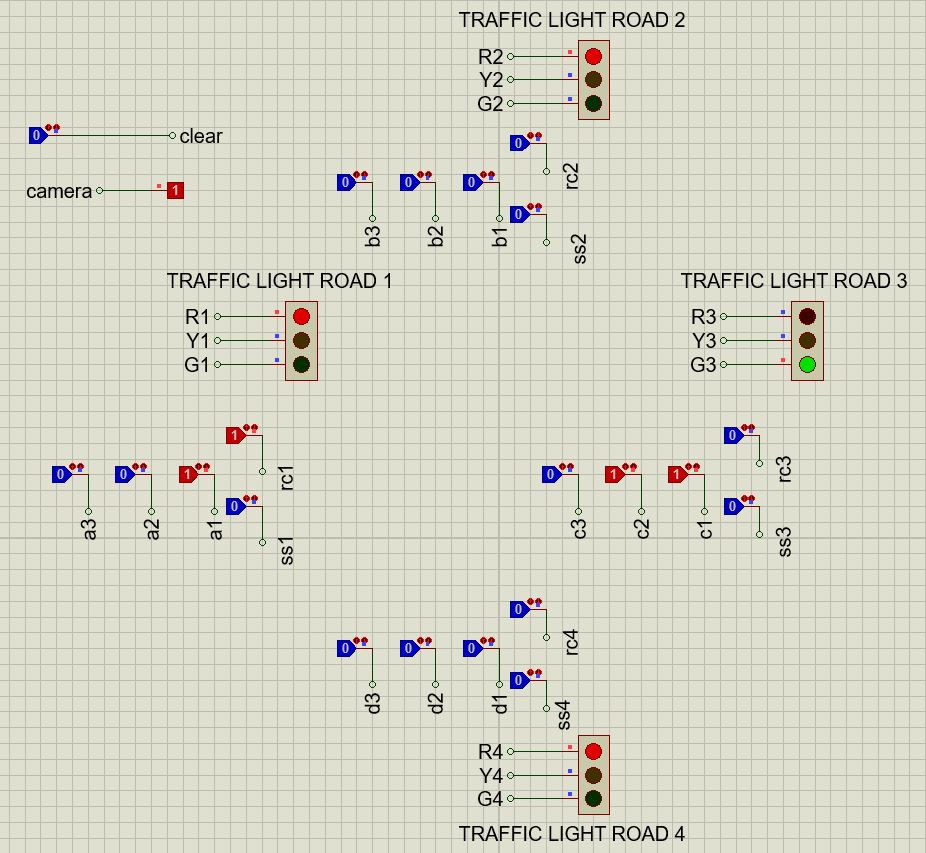 TRAFFIC LIGHT ROAD 2
R2
Y2
G2
0 clear
camera 1
0 rc2
0 b3
0 b2
0 b1
0 ss2
TRAFFIC LIGHT ROAD 1
R1
Y1
G1
TRAFFIC LIGHT ROAD 3
R3
Y3
G3
1 rc1
0 a3
0 a2
1 a1
0 ss1
0 rc3
0 c3
1 c2
1 c1
0 ss3
0 rc4
0 d3
0 d2
0 d1
0 ss4
R4
Y4
G4
TRAFFIC LIGHT ROAD 4